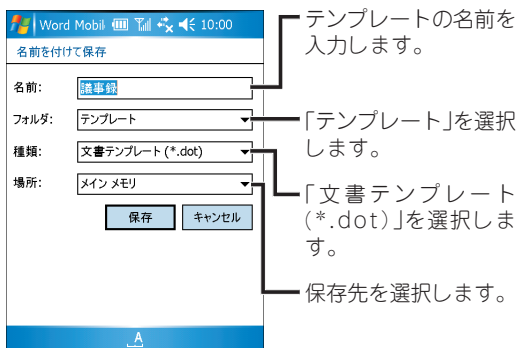 Word Mobil 10:00
名前を付けて保存
名前: 議事録
フォルダ: テンプレート
種類: 文書テンプレート (*.dot)
場所: メイン メモリ
保存 キャンセル
A
テンプレートの名前を
入力します。
「テンプレート」を選択
します。
「文書テンプレート
(*.dot)」を選択しま
す。
保存先を選択します。